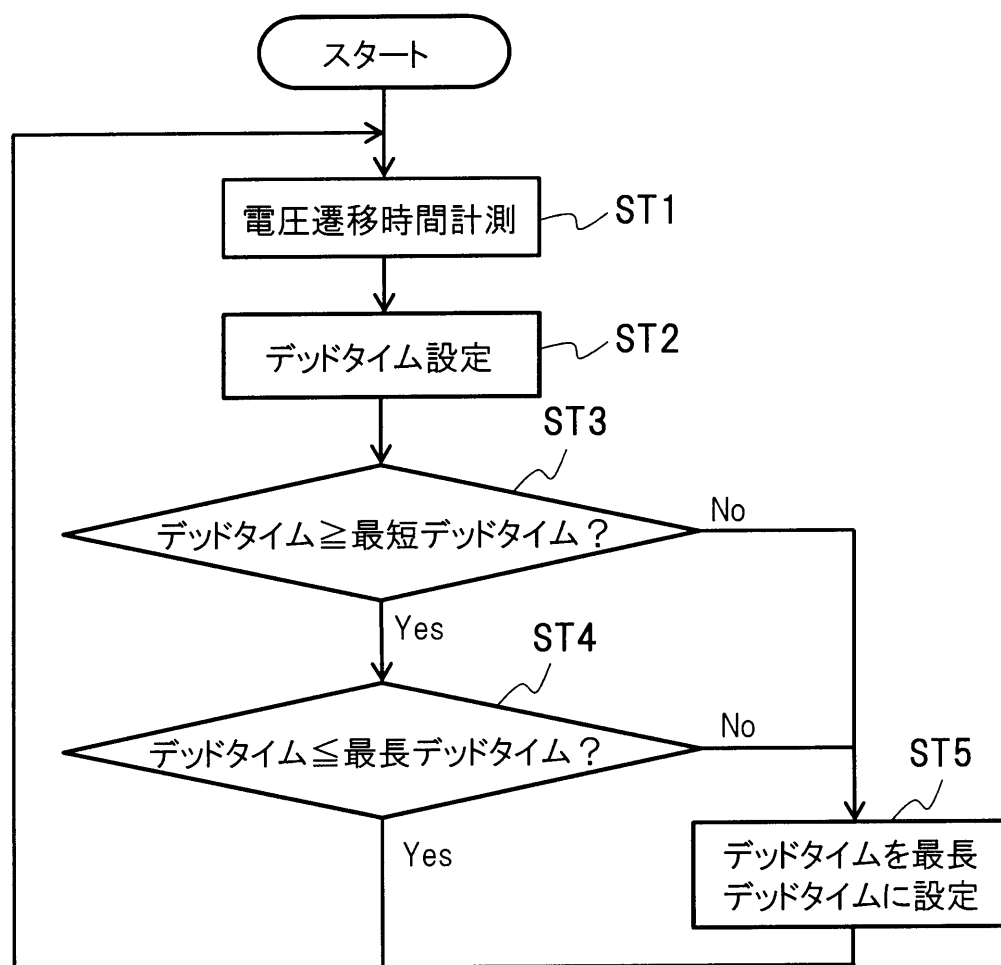 スタート
電圧遷移時間計測
ST1
デッドタイム設定
ST2
ST3
デッドタイム≧最短デッドタイム？
No
Yes
ST4
デッドタイム≦最長デッドタイム？
No
Yes
ST5
デッドタイムを最長
デッドタイムに設定